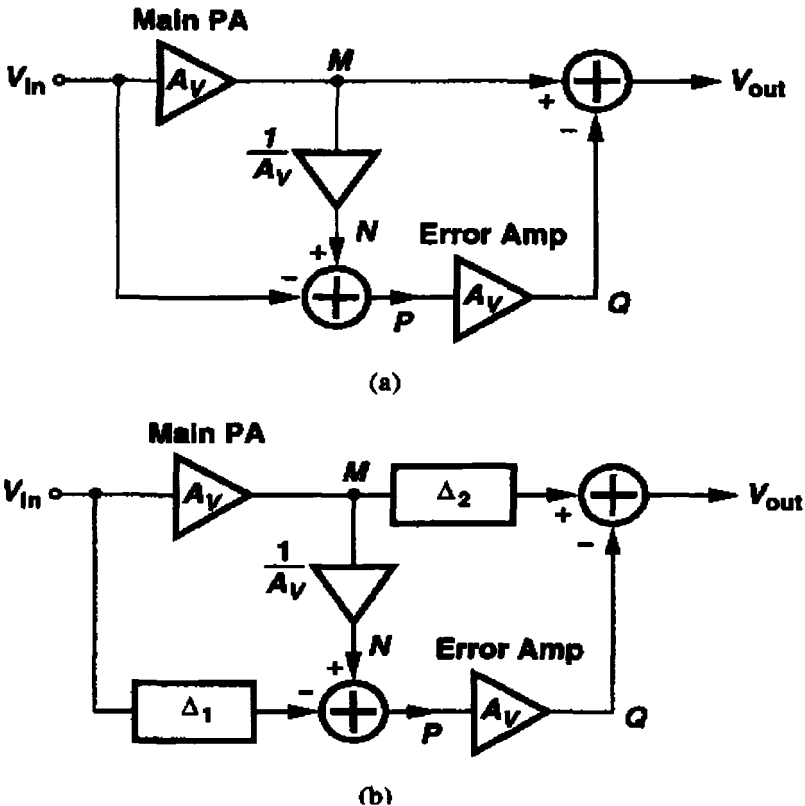 Main PA
V_in A_V M + V_out
-
1/A_V
N Error Amp
+
-
P A_V Q
(a)
Main PA
V_in A_V M Δ_2 + V_out
-
1/A_V
N Error Amp
+
Δ_1 - P A_V Q
(b)